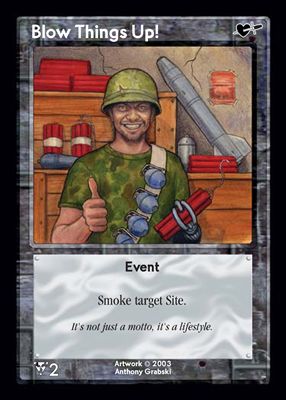 Blow Things Up!
Event
Smoke target Site.
It's not just a motto, it's a lifestyle.
2
Artwork © 2003
Anthony Grabski